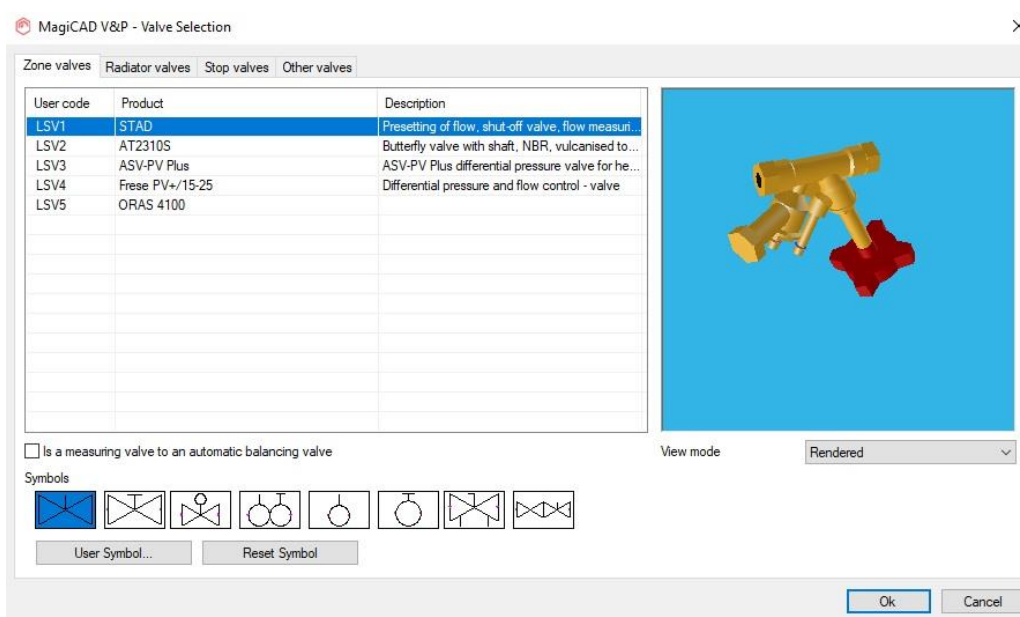 MagiCAD V&P - Valve Selection
Zone valves Radiator valves Stop valves Other valves
User code Product Description
LSV1 STAD Presetting of flow, shut-off valve, flow measuri...
LSV2 AT2310S Butterfly valve with shaft, NBR, vulcanised to...
LSV3 ASV-PV Plus ASV-PV Plus differential pressure valve for he...
LSV4 Frese PV+/15-25 Differential pressure and flow control - valve
LSV5 ORAS 4100
Is a measuring valve to an automatic balancing valve
View mode Rendered
Symbols
User Symbol... Reset Symbol
Ok Cancel